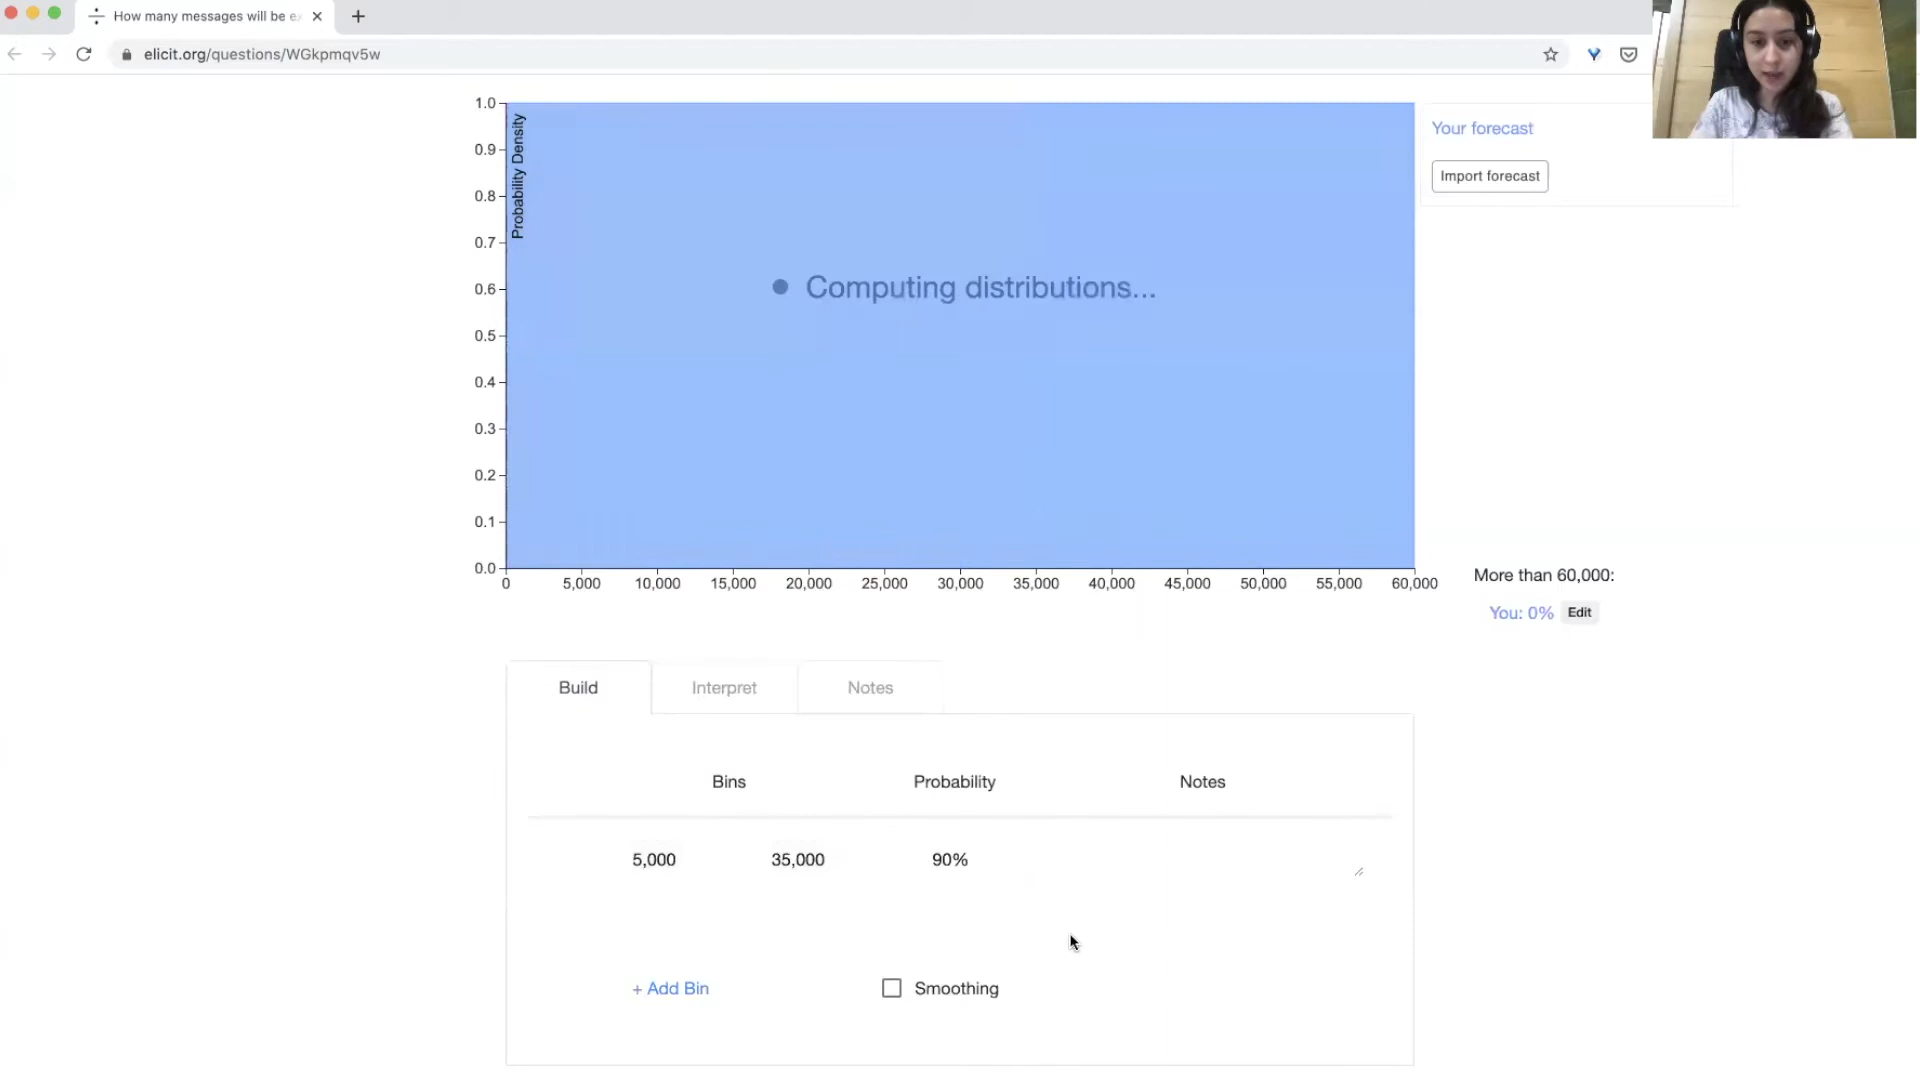 How many messages will be e
elicit.org/questions/WGkpmqv5w
1.0
0.9
0.8
0.7
0.6
0.5
0.4
0.3
0.2
0.1
0.0
Probability Density
Computing distributions...
0 5,000 10,000 15,000 20,000 25,000 30,000 35,000 40,000 45,000 50,000 55,000 60,000
Your forecast
Import forecast
More than 60,000:
You: 0% Edit
Build Interpret Notes
Bins Probability Notes
5,000 35,000 90%
+ Add Bin Smoothing